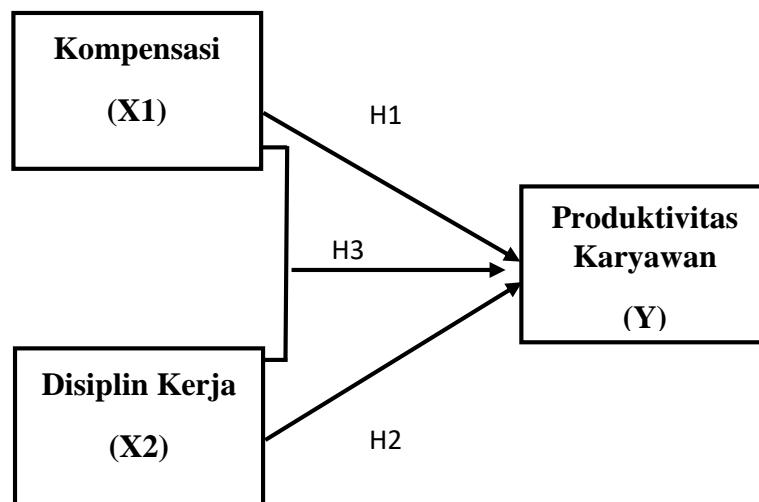 Kompensasi
(X1)
H1
Produktivitas
Karyawan
(Y)
H3
Disiplin Kerja
(X2)
H2